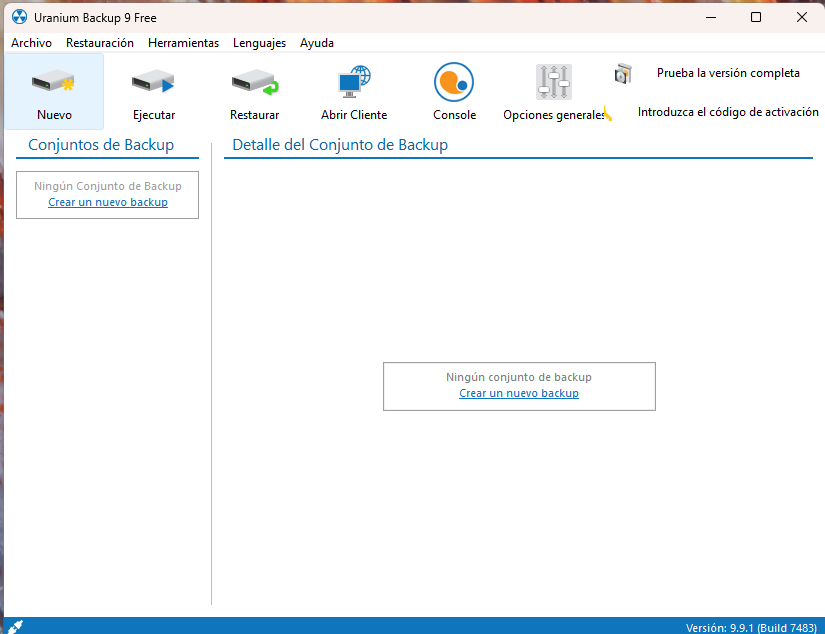 Uranium Backup 9 Free
Archivo Restauración Herramientas Lenguajes Ayuda
Nuevo Ejecutar Restaurar Abrir Cliente Console Opciones generales
Prueba la versión completa
Introduzca el código de activación
Conjuntos de Backup
Ningún Conjunto de Backup
Crear un nuevo backup
Detalle del Conjunto de Backup
Ningún conjunto de backup
Crear un nuevo backup
Versión: 9.9.1 (Build 7483)